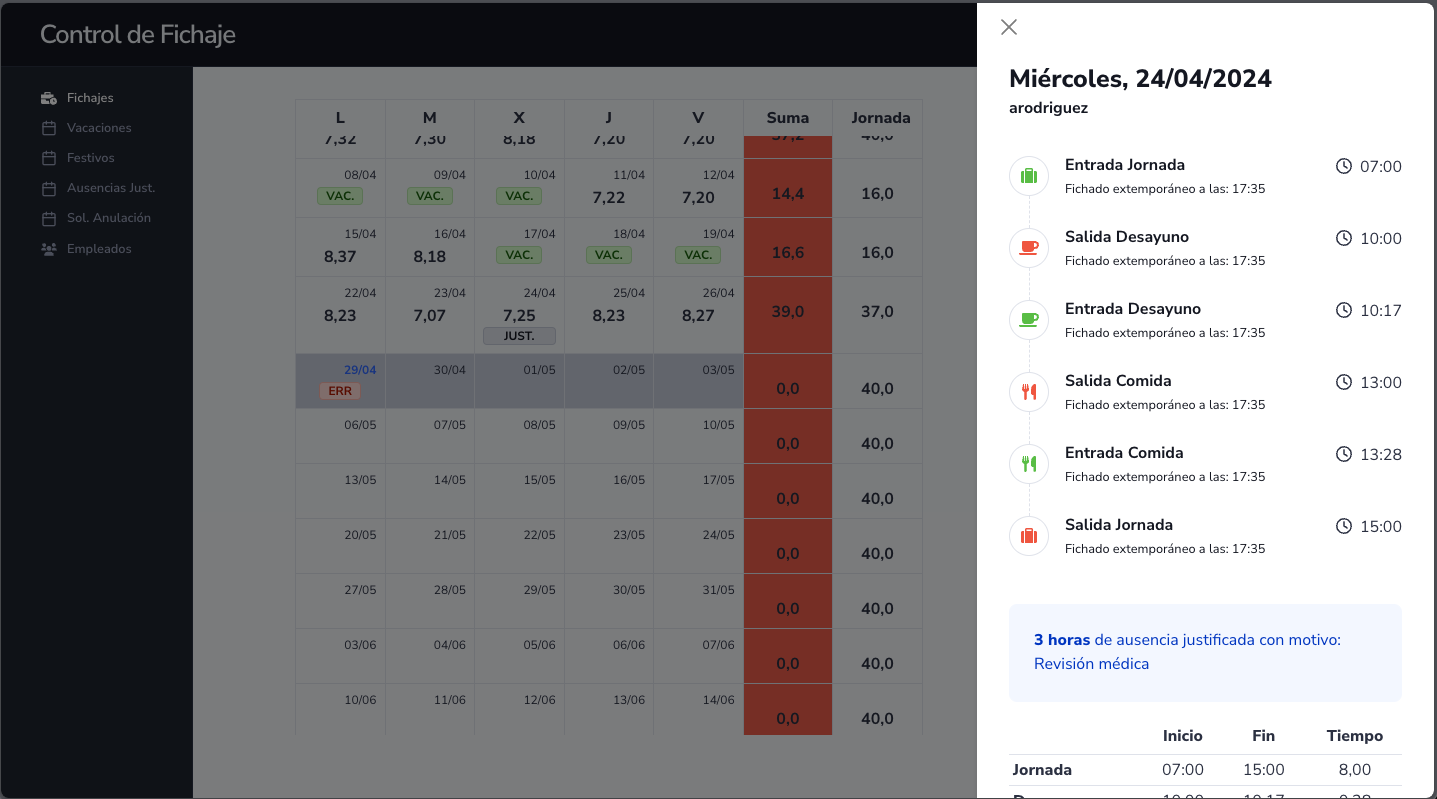 Control de Fichaje
Fichajes
Vacaciones
Festivos
Ausencias Just.
Sol. Anulación
Empleados
L M X J V Suma Jornada
7,32 7,30 8,18 7,20 7,20 37,2 40,0
08/04 09/04 10/04 11/04 12/04
VAC. VAC. VAC. 7,22 7,20 14,4 16,0
15/04 16/04 17/04 18/04 19/04
8,37 8,18 VAC. VAC. VAC. 16,6 16,0
22/04 23/04 24/04 25/04 26/04
8,23 7,07 7,25 8,23 8,27 39,0 37,0
JUST.
29/04 30/04 01/05 02/05 03/05
ERR 0,0 40,0
06/05 07/05 08/05 09/05 10/05
0,0 40,0
13/05 14/05 15/05 16/05 17/05
0,0 40,0
20/05 21/05 22/05 23/05 24/05
0,0 40,0
27/05 28/05 29/05 30/05 31/05
0,0 40,0
03/06 04/06 05/06 06/06 07/06
0,0 40,0
10/06 11/06 12/06 13/06 14/06
0,0 40,0
Miércoles, 24/04/2024
arodriguez
Entrada Jornada 07:00
Fichado extemporáneo a las: 17:35
Salida Desayuno 10:00
Fichado extemporáneo a las: 17:35
Entrada Desayuno 10:17
Fichado extemporáneo a las: 17:35
Salida Comida 13:00
Fichado extemporáneo a las: 17:35
Entrada Comida 13:28
Fichado extemporáneo a las: 17:35
Salida Jornada 15:00
Fichado extemporáneo a las: 17:35
3 horas de ausencia justificada con motivo:
Revisión médica
Inicio Fin Tiempo
Jornada 07:00 15:00 8,00
10:00 10:17 0,28